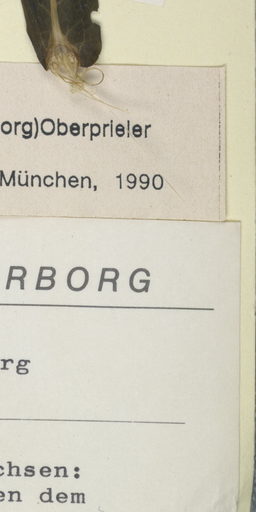 org)Oberprieler
München, 1990
RBORG
rg
chsen:
en dem